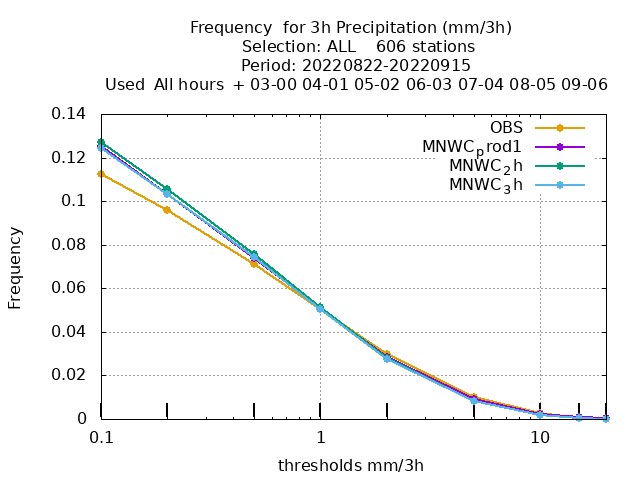 Frequency  for 3h Precipitation (mm/3h)
Selection: ALL    606 stations
Period: 20220822-20220915
Used  All hours  + 03-00 04-01 05-02 06-03 07-04 08-05 09-06
0.14
0.12
0.1
0.08
0.06
0.04
0.02
0
Frequency
OBS
MNWCprod1
MNWC2h
MNWC3h
0.1
1
10
thresholds mm/3h